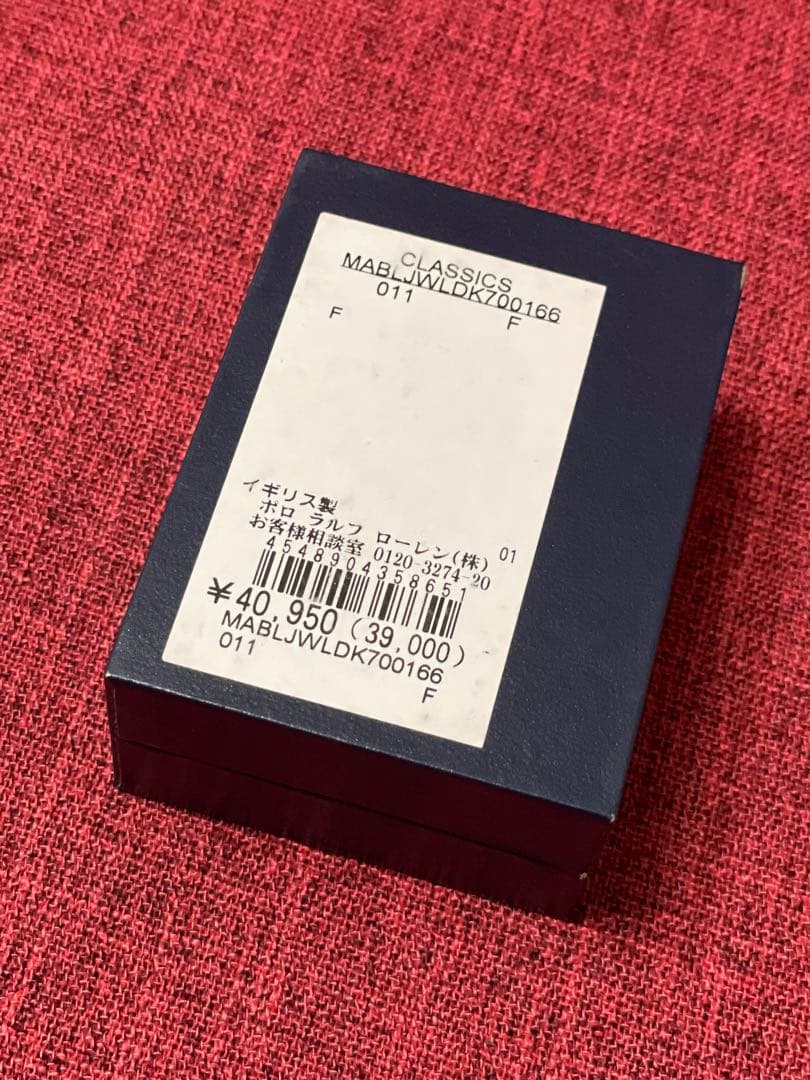 CLASSICS
MABLJWLDK700166
011
F F
イギリス製
ポロ ラルフ ローレン(株) 01
お客様相談室 0120-3274-20
4548904358651
¥40,950(39,000)
MABLJWLDK700166
011
F